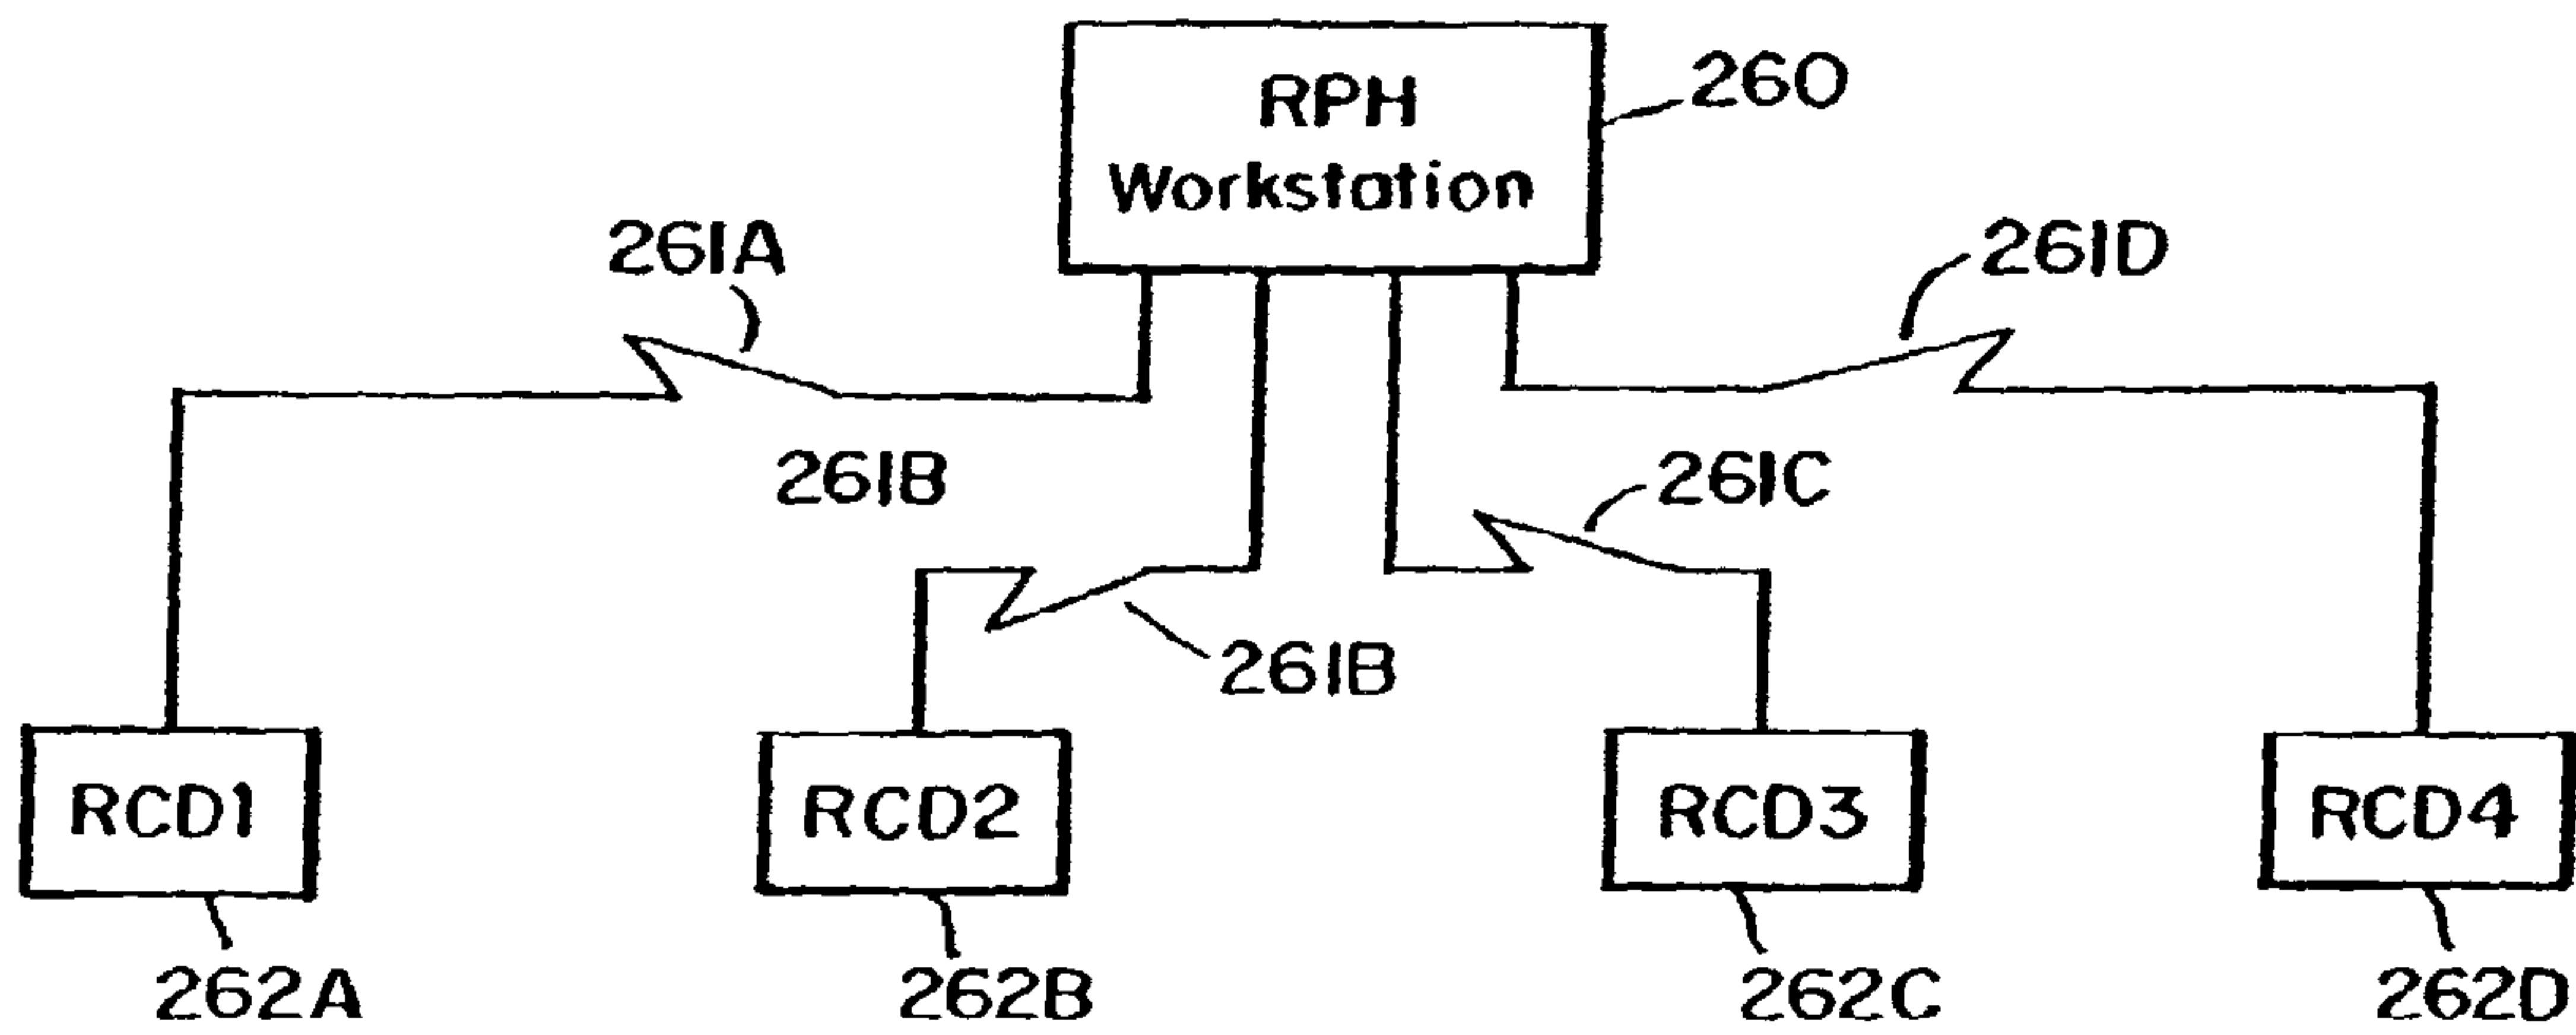 RPH
Workstation
260
261A
261D
261B
261C
261B
RCD1
RCD2
RCD3
RCD4
262A
262B
262C
262D